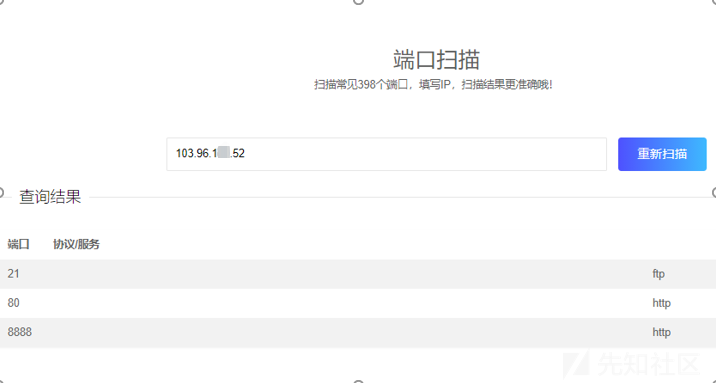 端口扫描
扫描常见398个端口，填写IP，扫描结果更准确哦!
103.96.1 .52
重新扫描
查询结果
端口 协议/服务
21 ftp
80 http
8888 http
先知社区